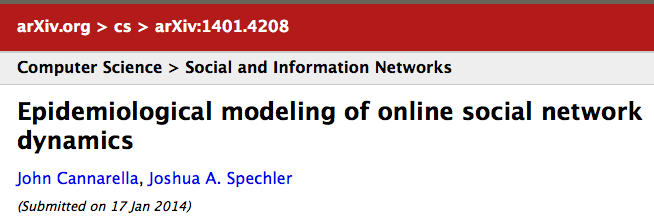 arXiv.org > cs > arXiv:1401.4208
Computer Science > Social and Information Networks
Epidemiological modeling of online social network
dynamics
John Cannarella, Joshua A. Spechler
(Submitted on 17 Jan 2014)